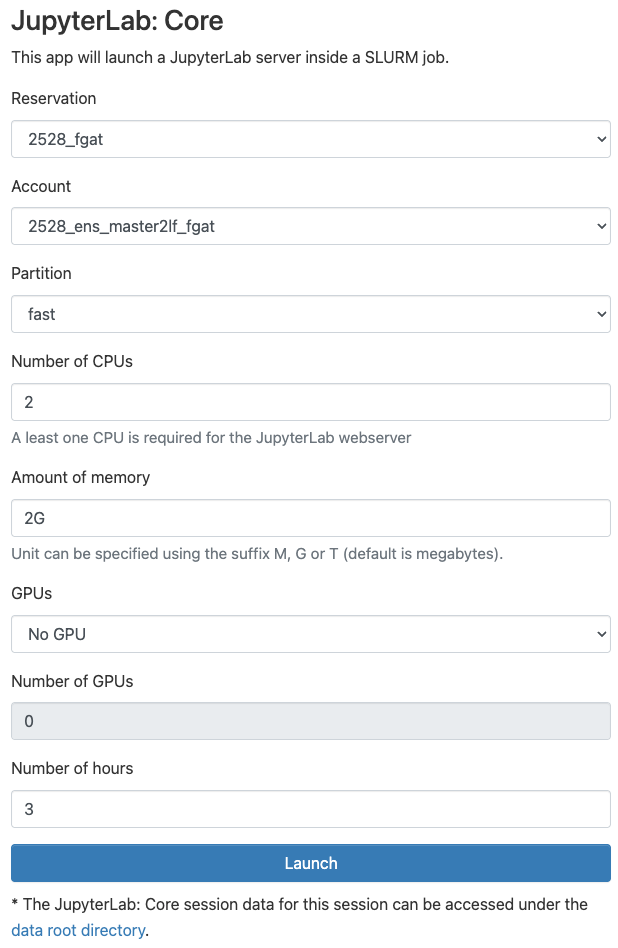 JupyterLab: Core
This app will launch a JupyterLab server inside a SLURM job.
Reservation
2528_fgat
Account
2528_ens_master2lf_fgat
Partition
fast
Number of CPUs
2
A least one CPU is required for the JupyterLab webserver
Amount of memory
2G
Unit can be specified using the suffix M, G or T (default is megabytes).
GPUs
No GPU
Number of GPUs
0
Number of hours
3
Launch
* The JupyterLab: Core session data for this session can be accessed under the
data root directory.